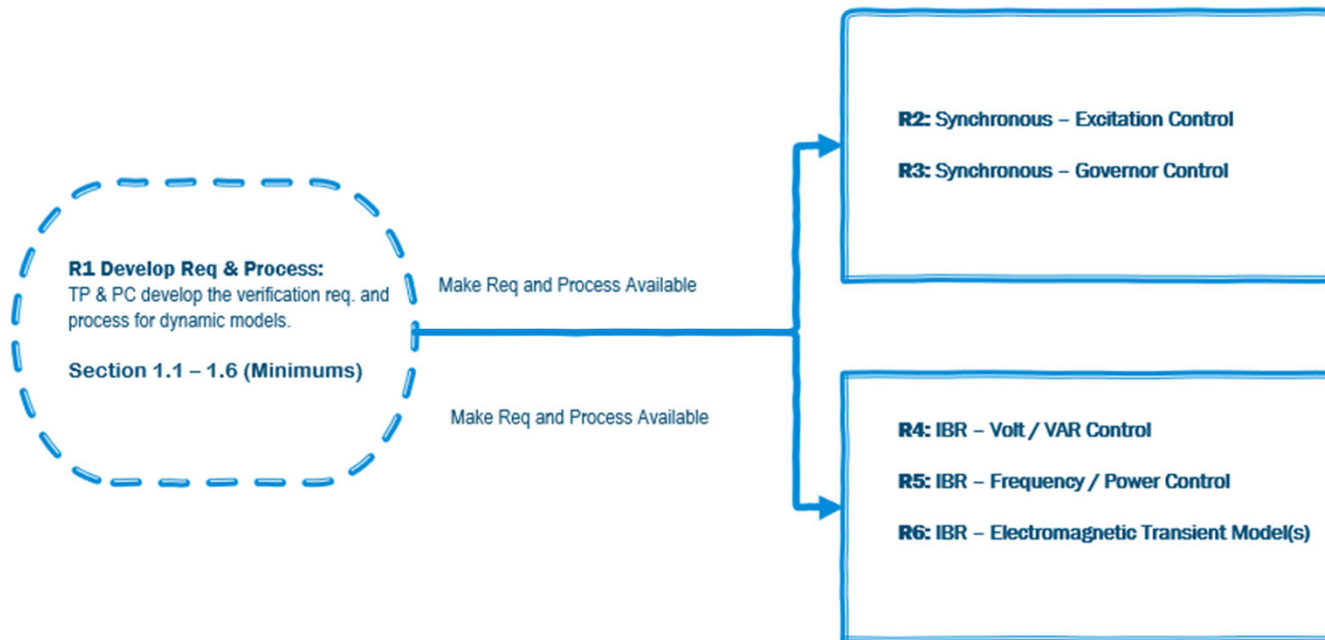 R1 Develop Req & Process:
TP & PC develop the verification req. and
process for dynamic models.
Section 1.1 – 1.6 (Minimums)
Make Req and Process Available
Make Req and Process Available
R2: Synchronous – Excitation Control
R3: Synchronous – Governor Control
R4: IBR – Volt / VAR Control
R5: IBR – Frequency / Power Control
R6: IBR – Electromagnetic Transient Model(s)